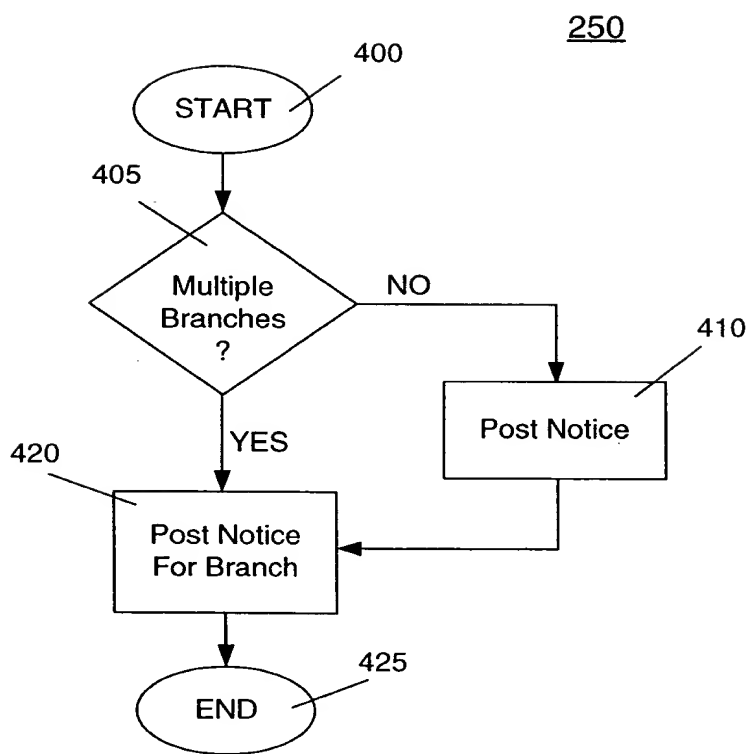 250
400
START
405
Multiple
Branches
?
NO
410
Post Notice
YES
420
Post Notice
For Branch
425
END